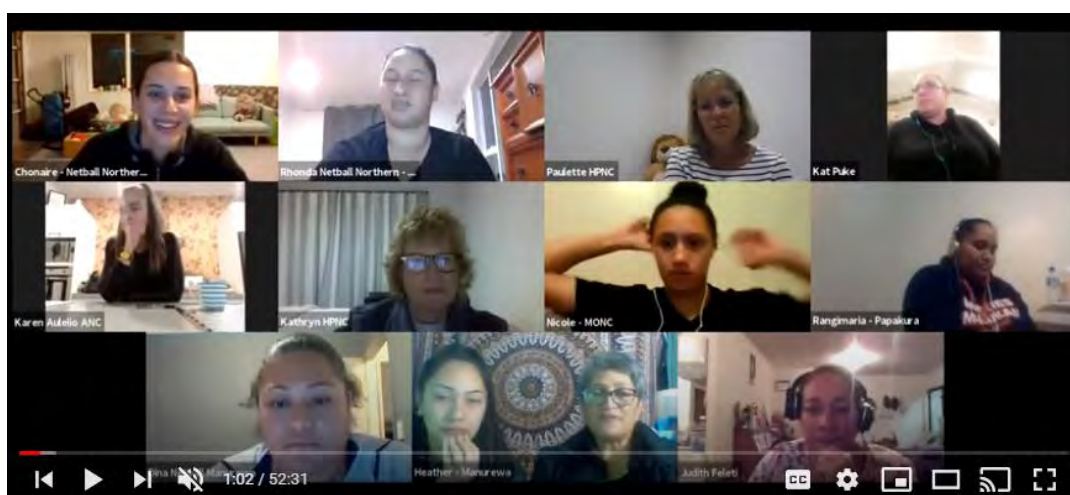 Chonaire - Netball Norther...
Rhonda Netball Northern - ...
Paulette HPNC
Kat Puke
Karen Aulelio ANC
Kathryn HPNC
Nicole - MONC
Rangimaria - Papakura
Heather - Manurewa
Judith Feleti
1:02 / 52:31
CC